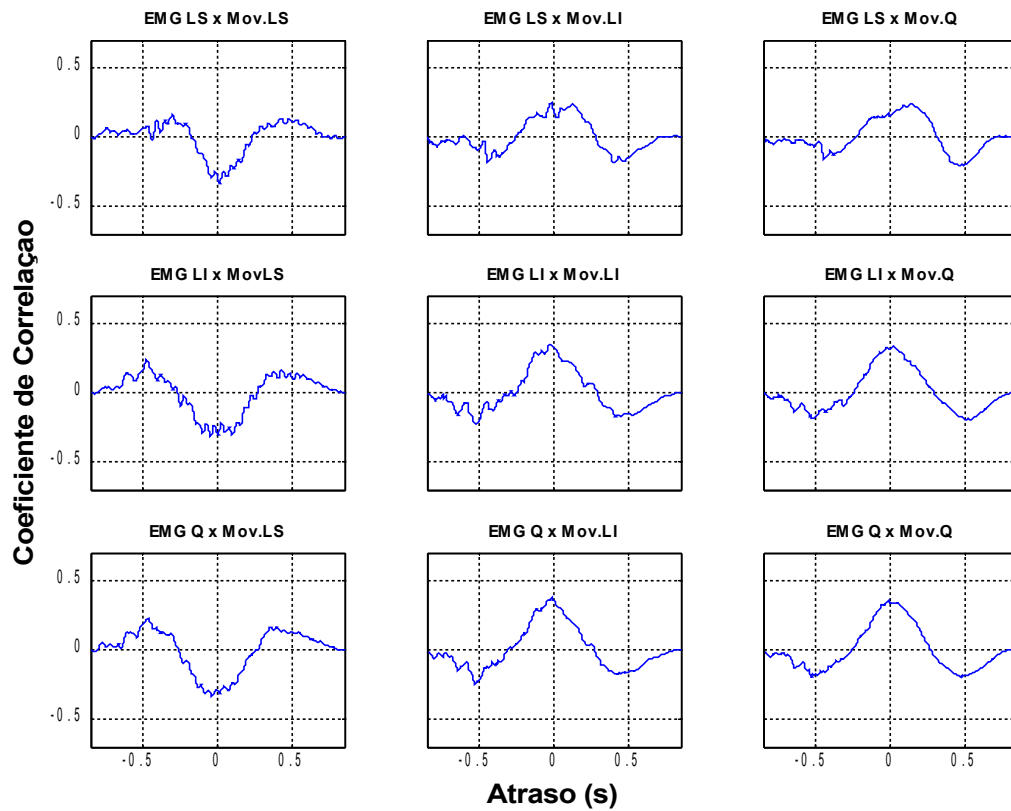 EMG LS x Mov.LS
EMG LS x Mov.LI
EMG LS x Mov.Q
0.5
0
-0.5
EMG LI x MovLS
EMG LI x Mov.LI
EMG LI x Mov.Q
0.5
0
-0.5
EMG Q x Mov.LS
EMG Q x Mov.LI
EMG Q x Mov.Q
0.5
0
-0.5
-0.5 0 0.5
-0.5 0 0.5
-0.5 0 0.5
Coeficiente de Correlaçao
Atraso (s)